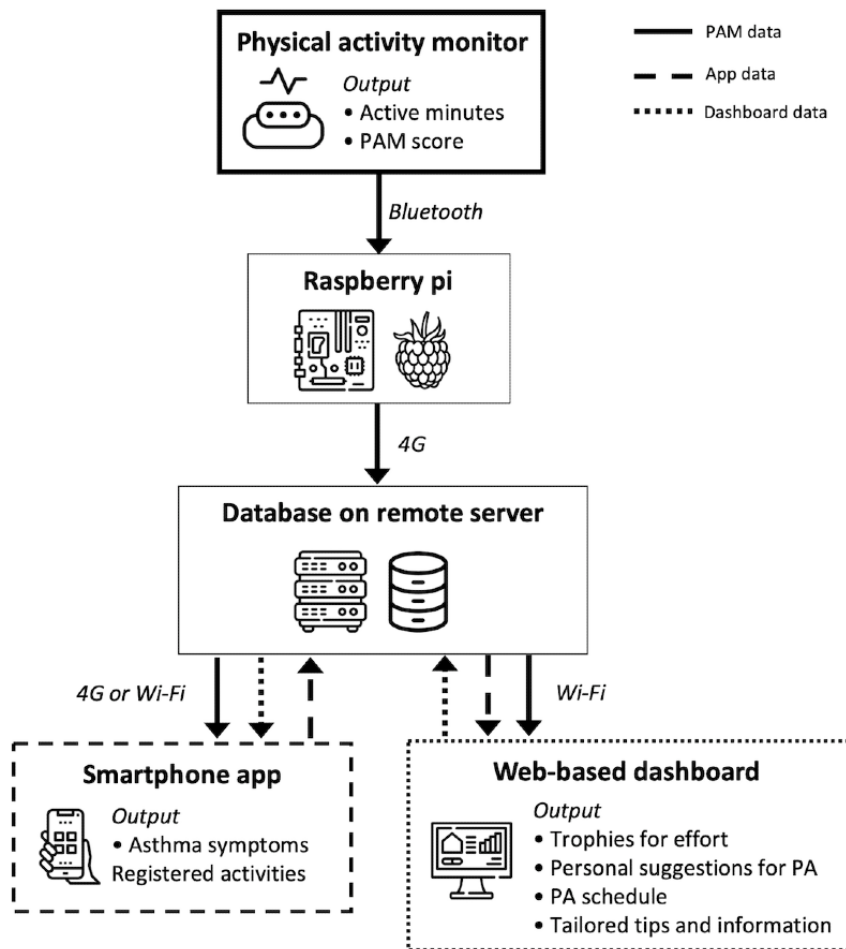 Physical activity monitor
Output
• Active minutes
• PAM score
PAM data
App data
Dashboard data
Bluetooth
Raspberry pi
4G
Database on remote server
4G or Wi-Fi
Wi-Fi
Smartphone app
Output
• Asthma symptoms
Registered activities
Web-based dashboard
Output
• Trophies for effort
• Personal suggestions for PA
• PA schedule
• Tailored tips and information